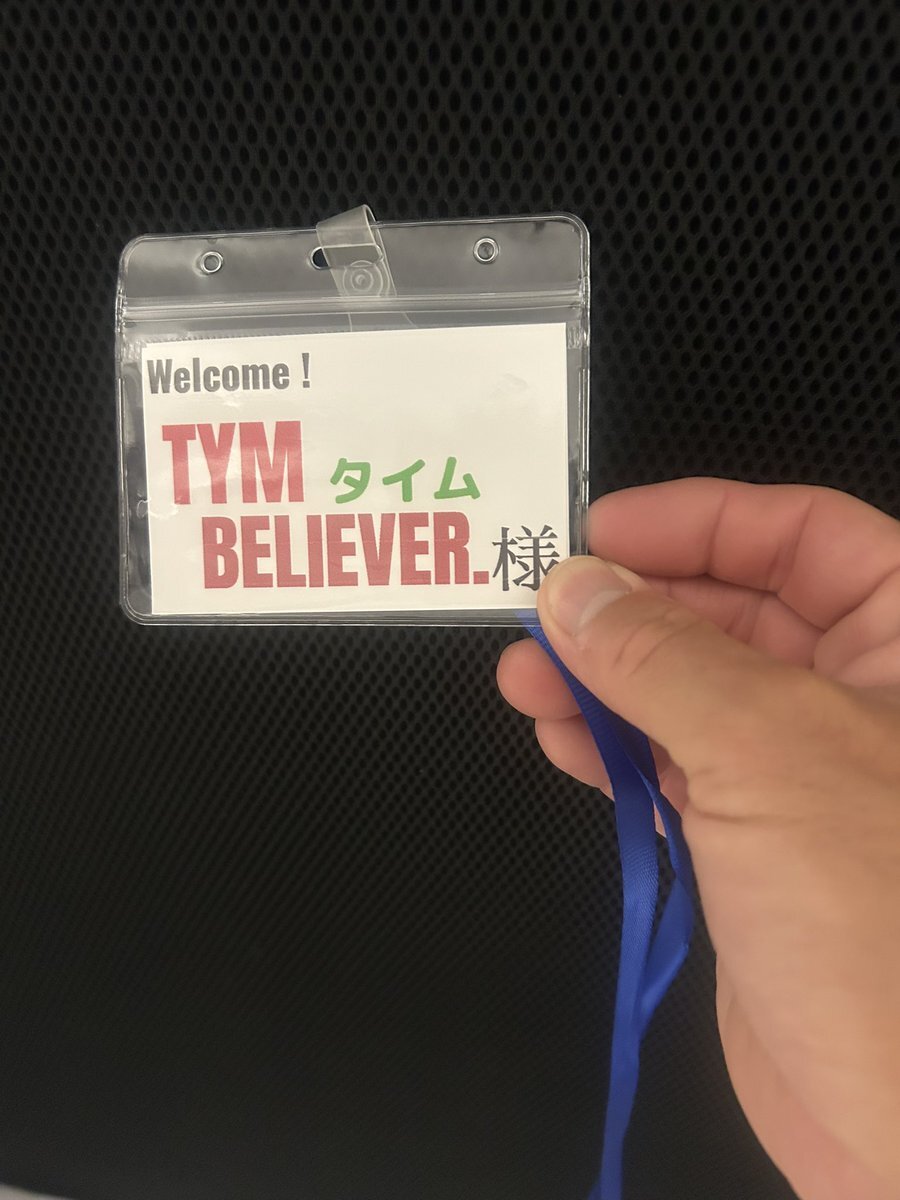 Welcome！
TYM タイム
BELIEVER.様